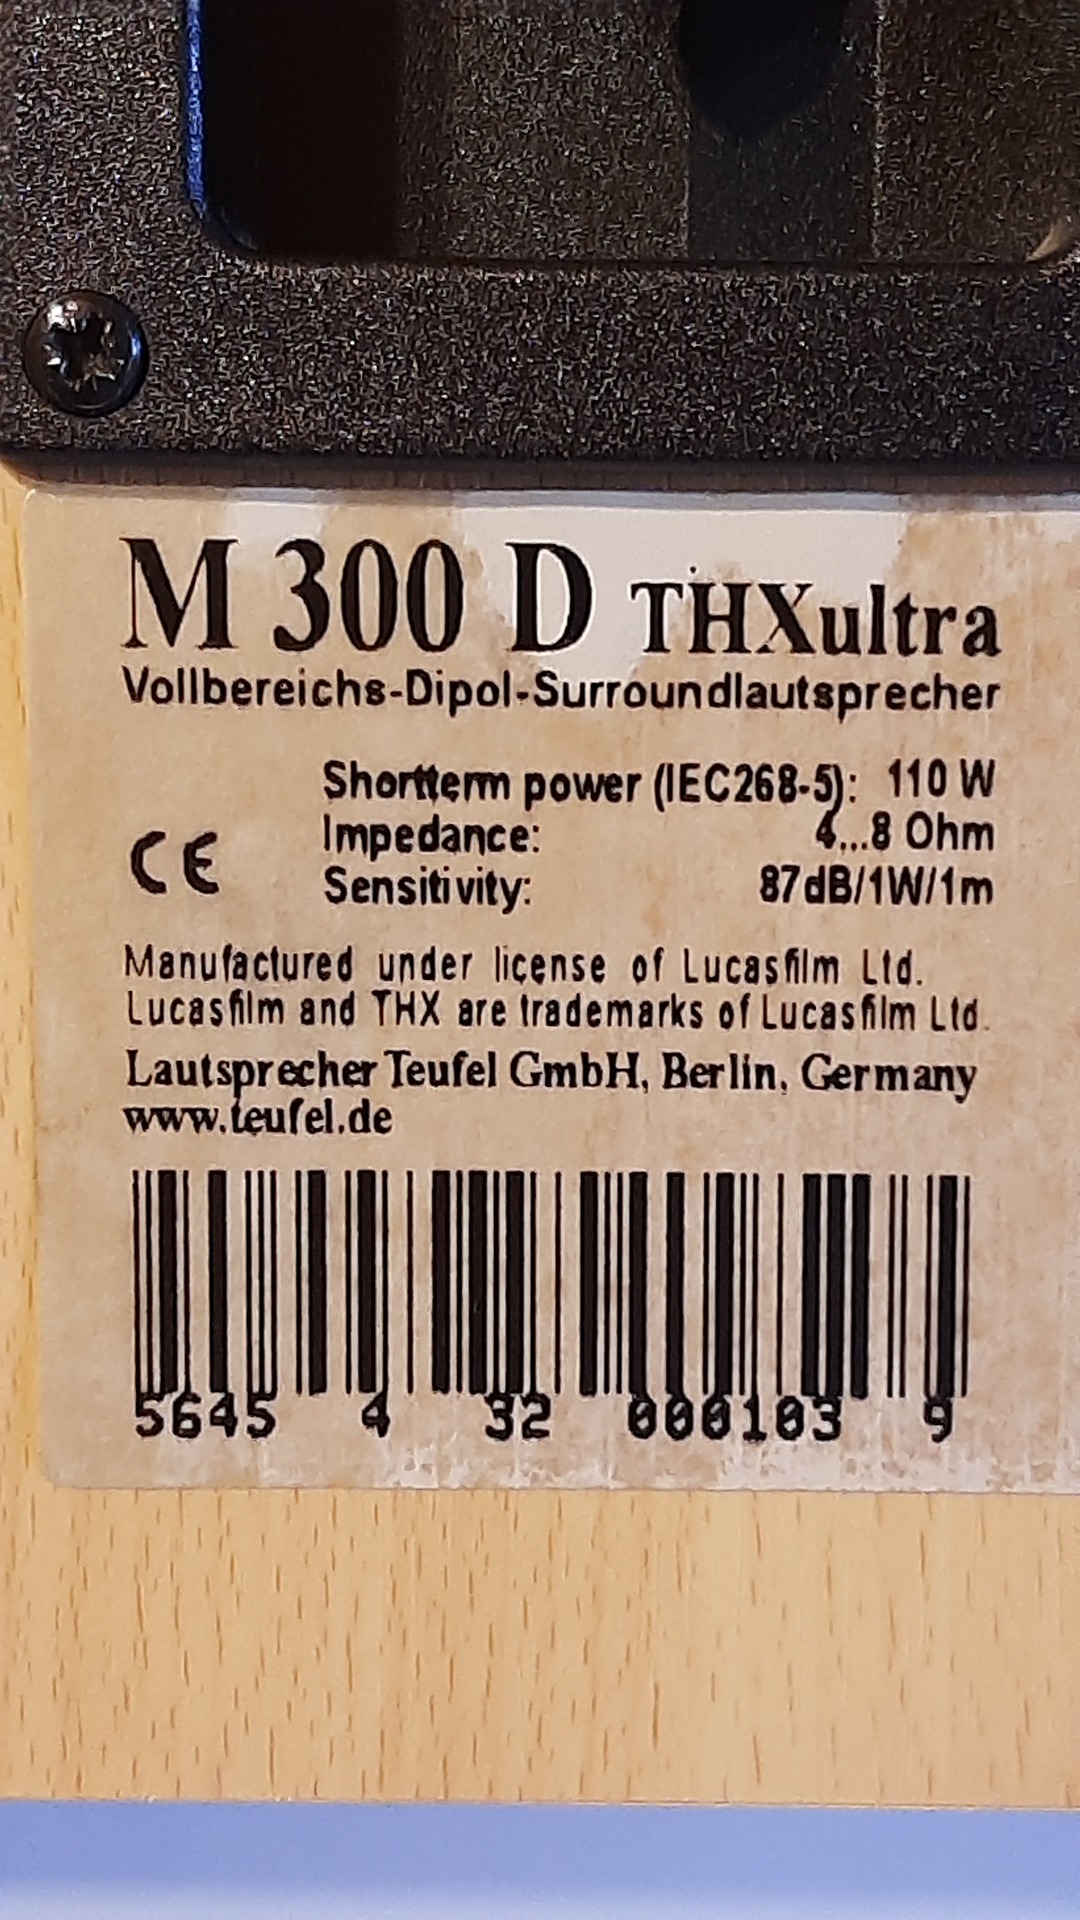 M 300 D THXultra
Vollbereichs-Dipol-Surroundlautsprecher
Shortterm power (IEC268-5): 110 W
Impedance: 4...8 Ohm
CE
Sensitivity: 87dB/1W/1m
Manufactured under license of Lucasfilm Ltd.
Lucasfilm and THX are trademarks of Lucasfilm Ltd.
Lautsprecher Teufel GmbH, Berlin, Germany
www.teufel.de
5645 4 32 000103 9